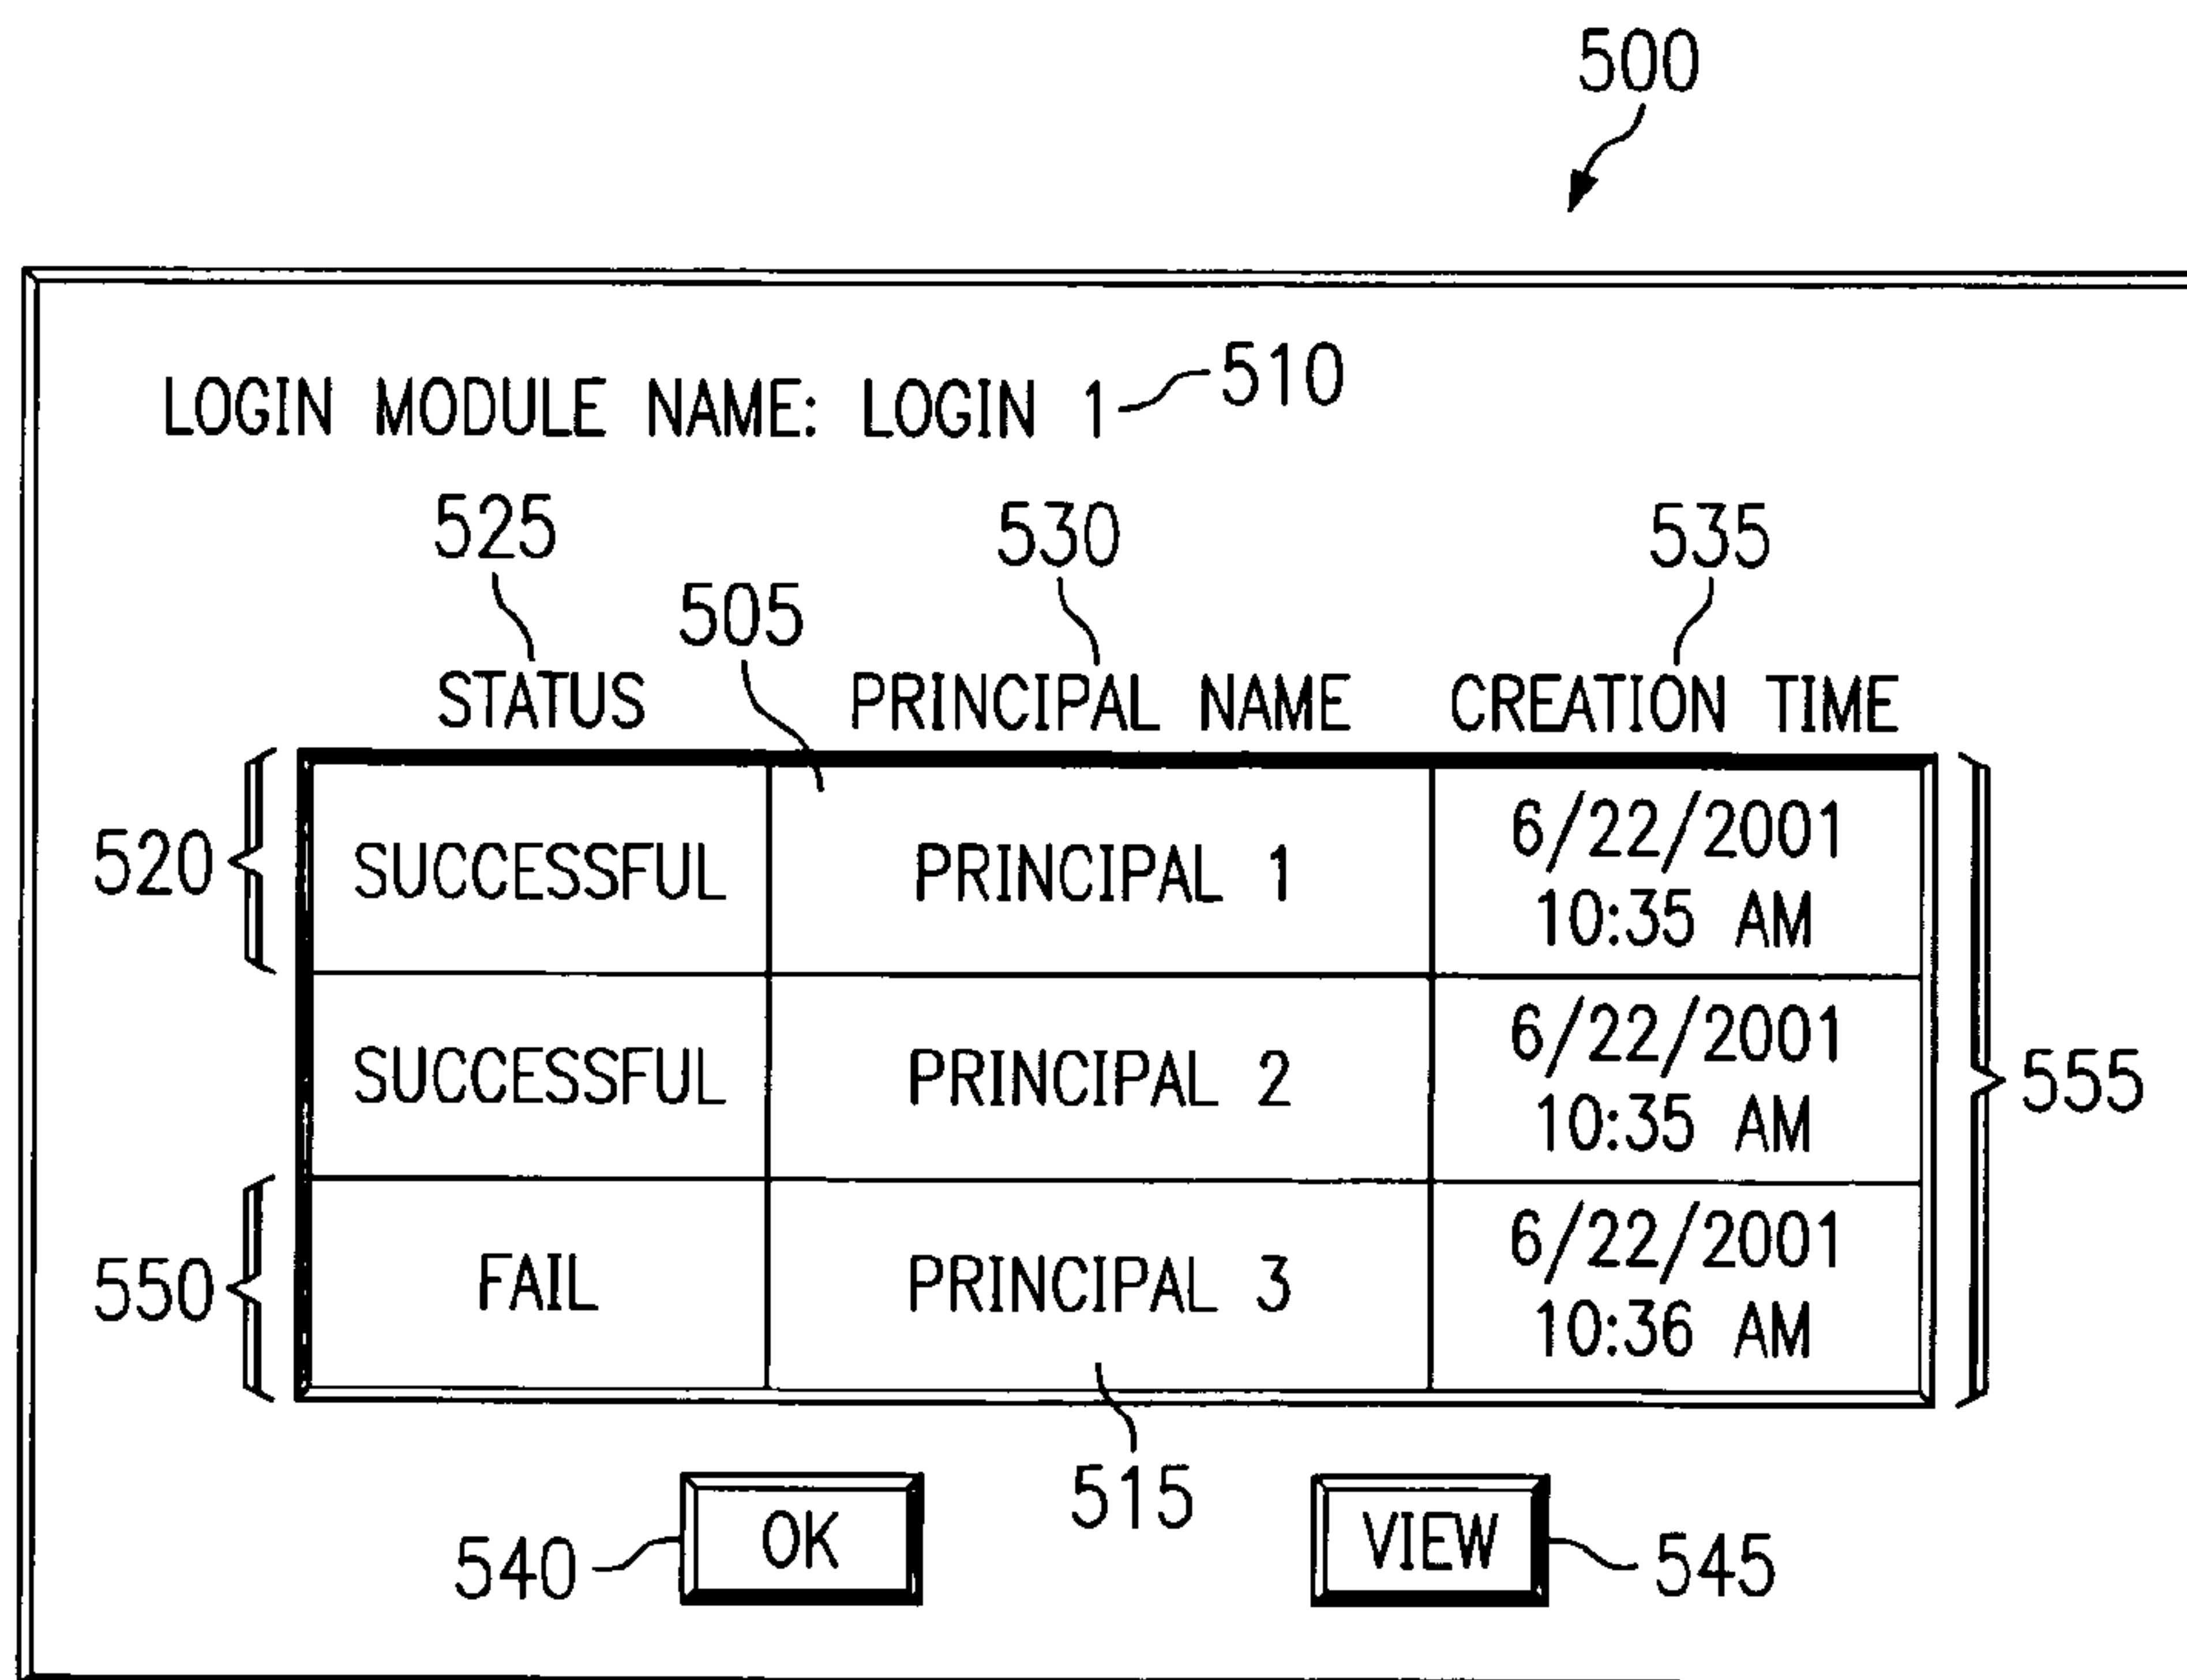 500
LOGIN MODULE NAME: LOGIN 1 510
525 530 535
505
STATUS PRINCIPAL NAME CREATION TIME
520 SUCCESSFUL PRINCIPAL 1 6/22/2001
10:35 AM
SUCCESSFUL PRINCIPAL 2 6/22/2001
10:35 AM
555
550 FAIL PRINCIPAL 3 6/22/2001
10:36 AM
515
540 OK VIEW 545